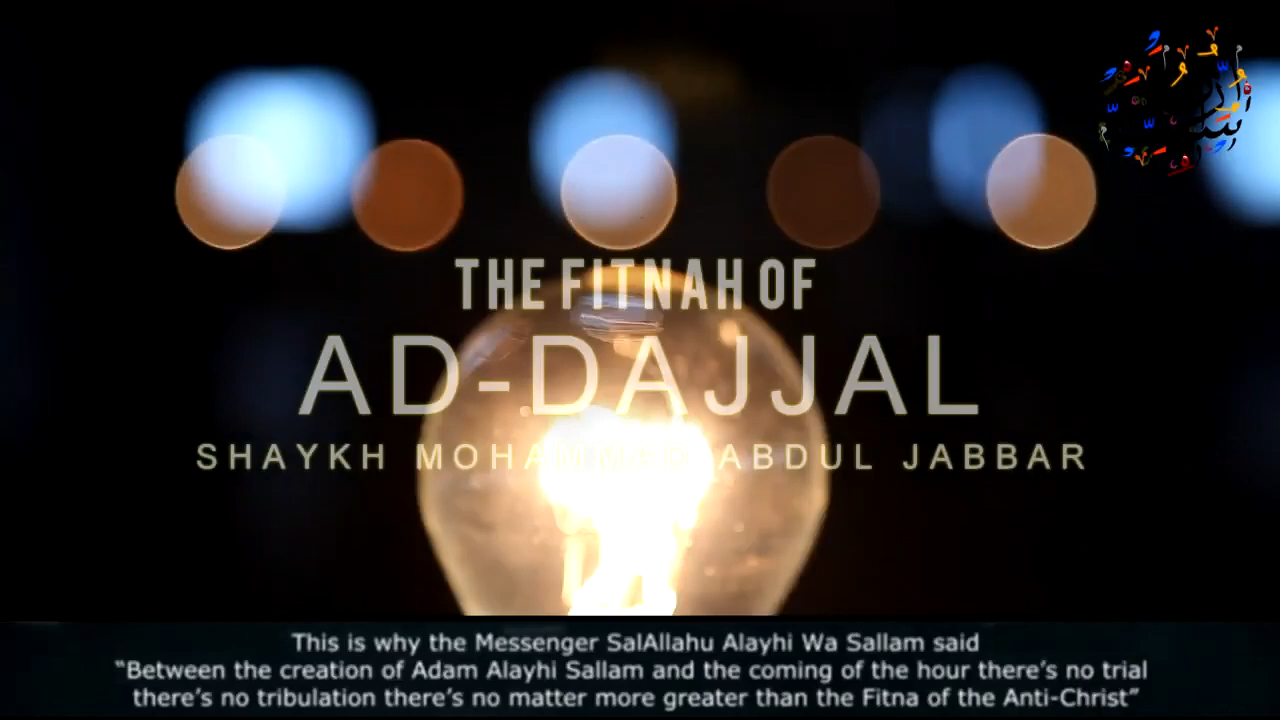 THE FITNAH OF
AD-DAJJAL
SHAYKH MOHAMMED ABDUL JABBAR
This is why the Messenger SalAllahu Alayhi Wa Sallam said
“Between the creation of Adam Alayhi Sallam and the coming of the hour there’s no trial
there’s no tribulation there’s no matter more greater than the Fitna of the Anti-Christ”